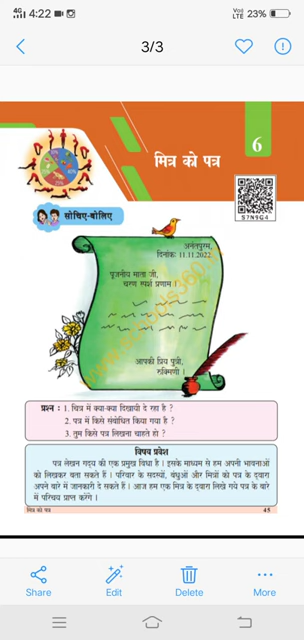 4G 4:22 Vo) LTE 23%
3/3
6
मित्र को पत्र
S7N9G4
सोचिए-बोलिए
अनंतपुरम,
दिनांक: 11.11.2022
पूजनीय माता जी,
चरण स्पर्श प्रणाम ।
आपकी प्रिय पुत्री,
रुक्मिणी ।
प्रश्न : 1. चित्र में क्या-क्या दिखायी दे रहा है ?
2. पत्र में किसे संबोधित किया गया है ?
3. तुम किसे पत्र लिखना चाहते हो ?
विषय प्रवेश
पत्र लेखन गद्य की एक प्रमुख विधा है । इसके माध्यम से हम अपनी भावनाओं
को लिखकर बता सकते हैं । परिवार के सदस्यों, बंधुओं और मित्रों को पत्र के द्वारा
अपने बारे में जानकारी दे सकते हैं । आज हम एक मित्र के द्वारा लिखे गये पत्र के बारे
में परिचय प्राप्त करेंगे ।
मित्र को पत्र 45
Share Edit Delete More